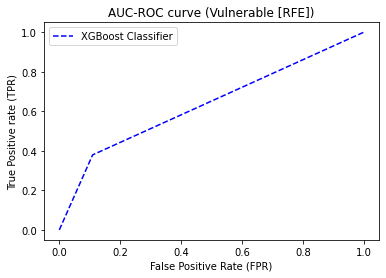 AUC-ROC curve (Vulnerable [RFE])
XGBoost Classifier
True Positive rate (TPR)
1.0
0.8
0.6
0.4
0.2
0.0
0.0 0.2 0.4 0.6 0.8 1.0
False Positive Rate (FPR)